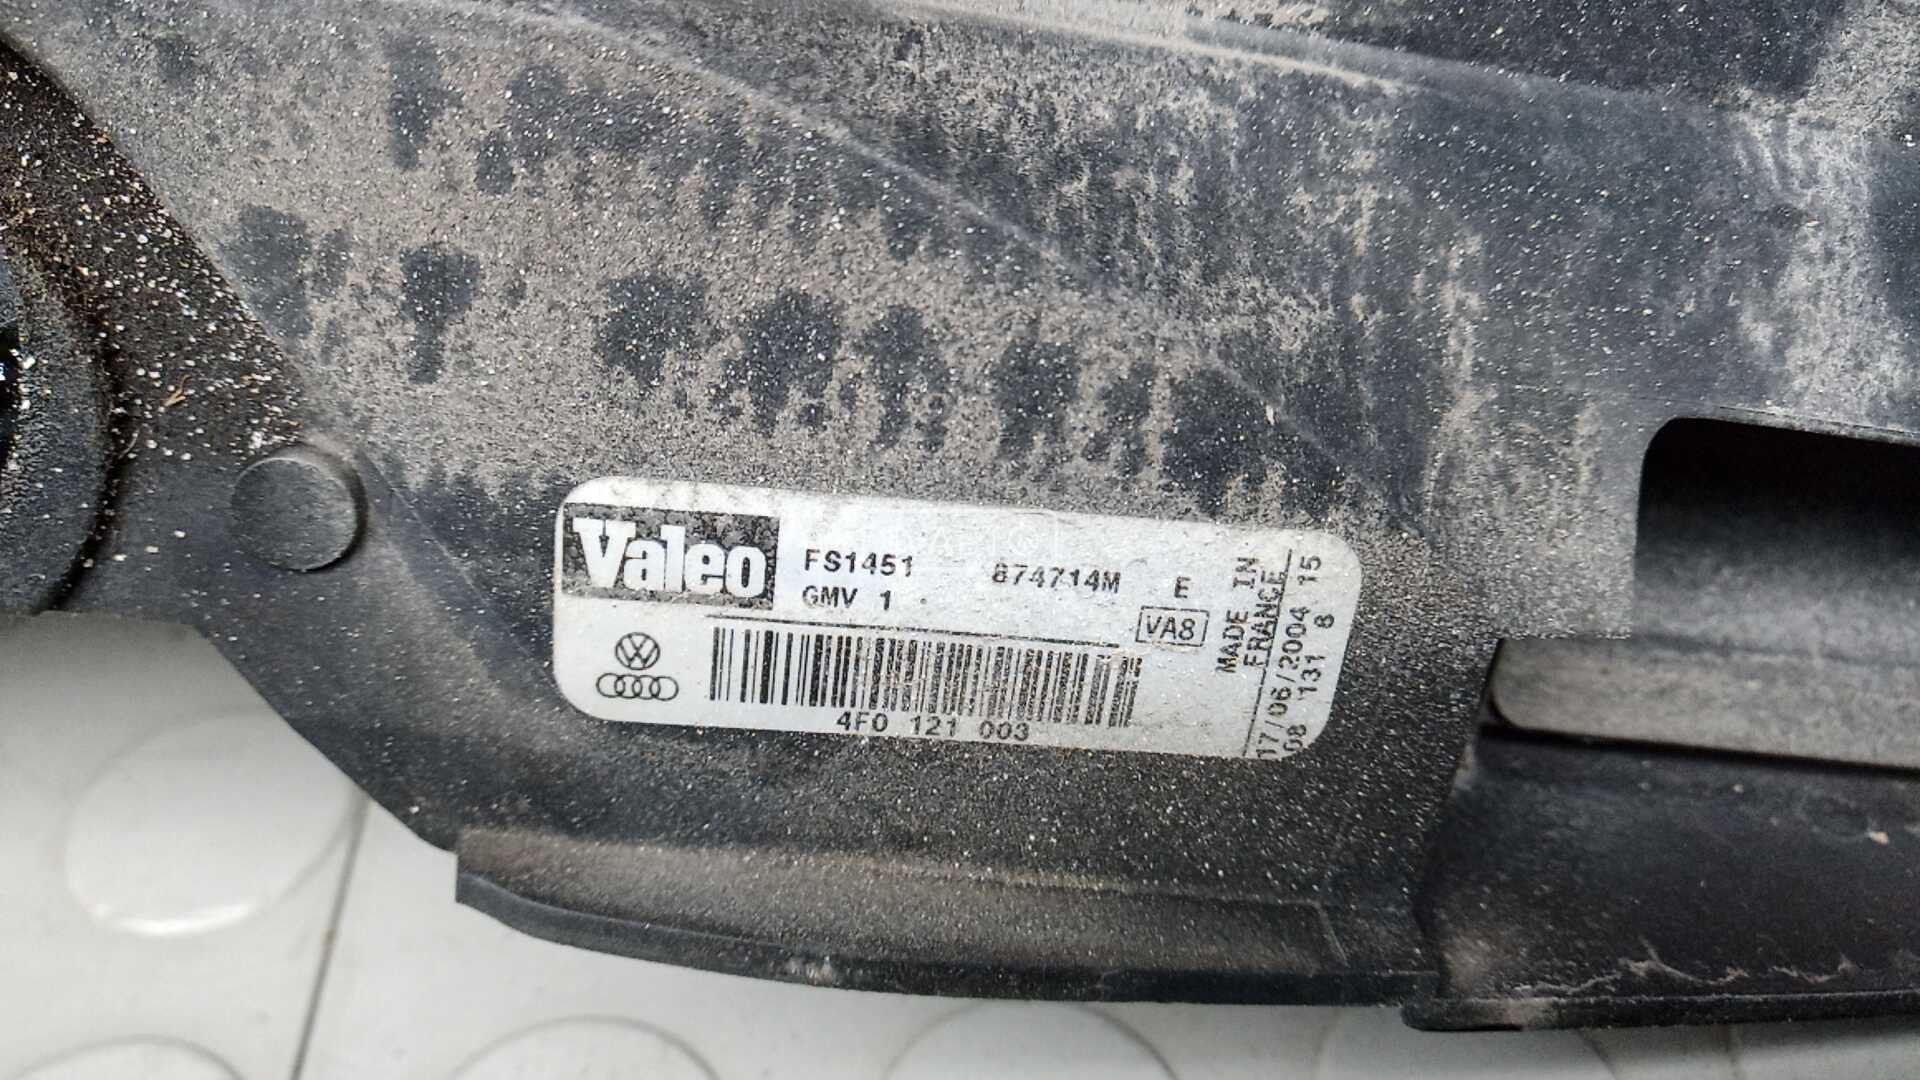 Valeo
FS1451 874714M E
GMV 1
VA8
4F0 121 003
MADE IN
FRANCE
17/06/2004 15
08 131 8